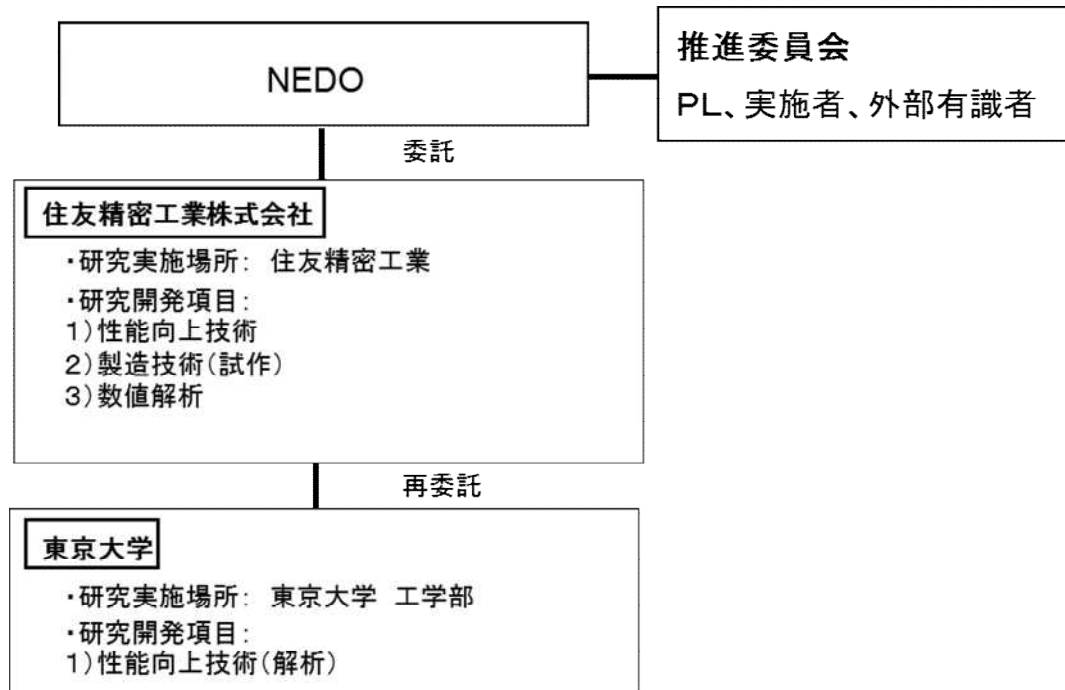 NEDO
推進委員会
PL、実施者、外部有識者
委託
住友精密工業株式会社
・研究実施場所： 住友精密工業
・研究開発項目：
1）性能向上技術
2）製造技術（試作）
3）数値解析
再委託
東京大学
・研究実施場所： 東京大学 工学部
・研究開発項目：
1）性能向上技術（解析）